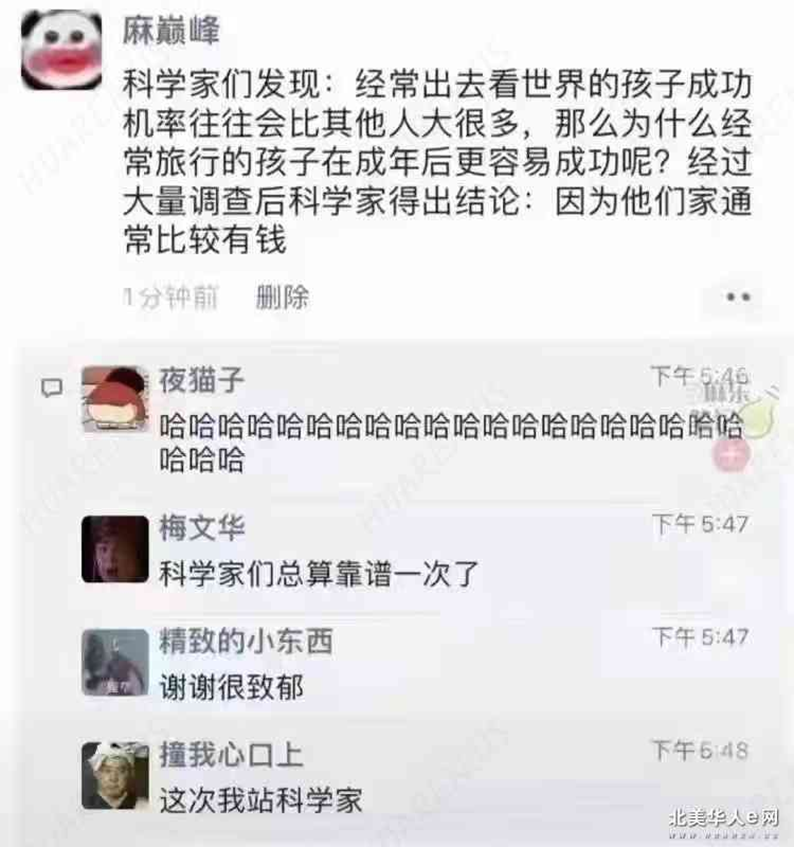 麻巅峰
科学家们发现：经常出去看世界的孩子成功
机率往往会比其他人大很多，那么为什么经
常旅行的孩子在成年后更容易成功呢？经过
大量调查后科学家得出结论：因为他们家通
常比较有钱
1分钟前 删除
夜猫子 下午 5:46
哈哈哈哈哈哈哈哈哈哈哈哈哈哈哈哈哈哈哈哈
哈哈哈
梅文华 下午 5:47
科学家们总算靠谱一次了
精致的小东西 下午 5:47
谢谢很致郁
撞我心口上 下午 5:48
这次我站科学家
北美华人e网